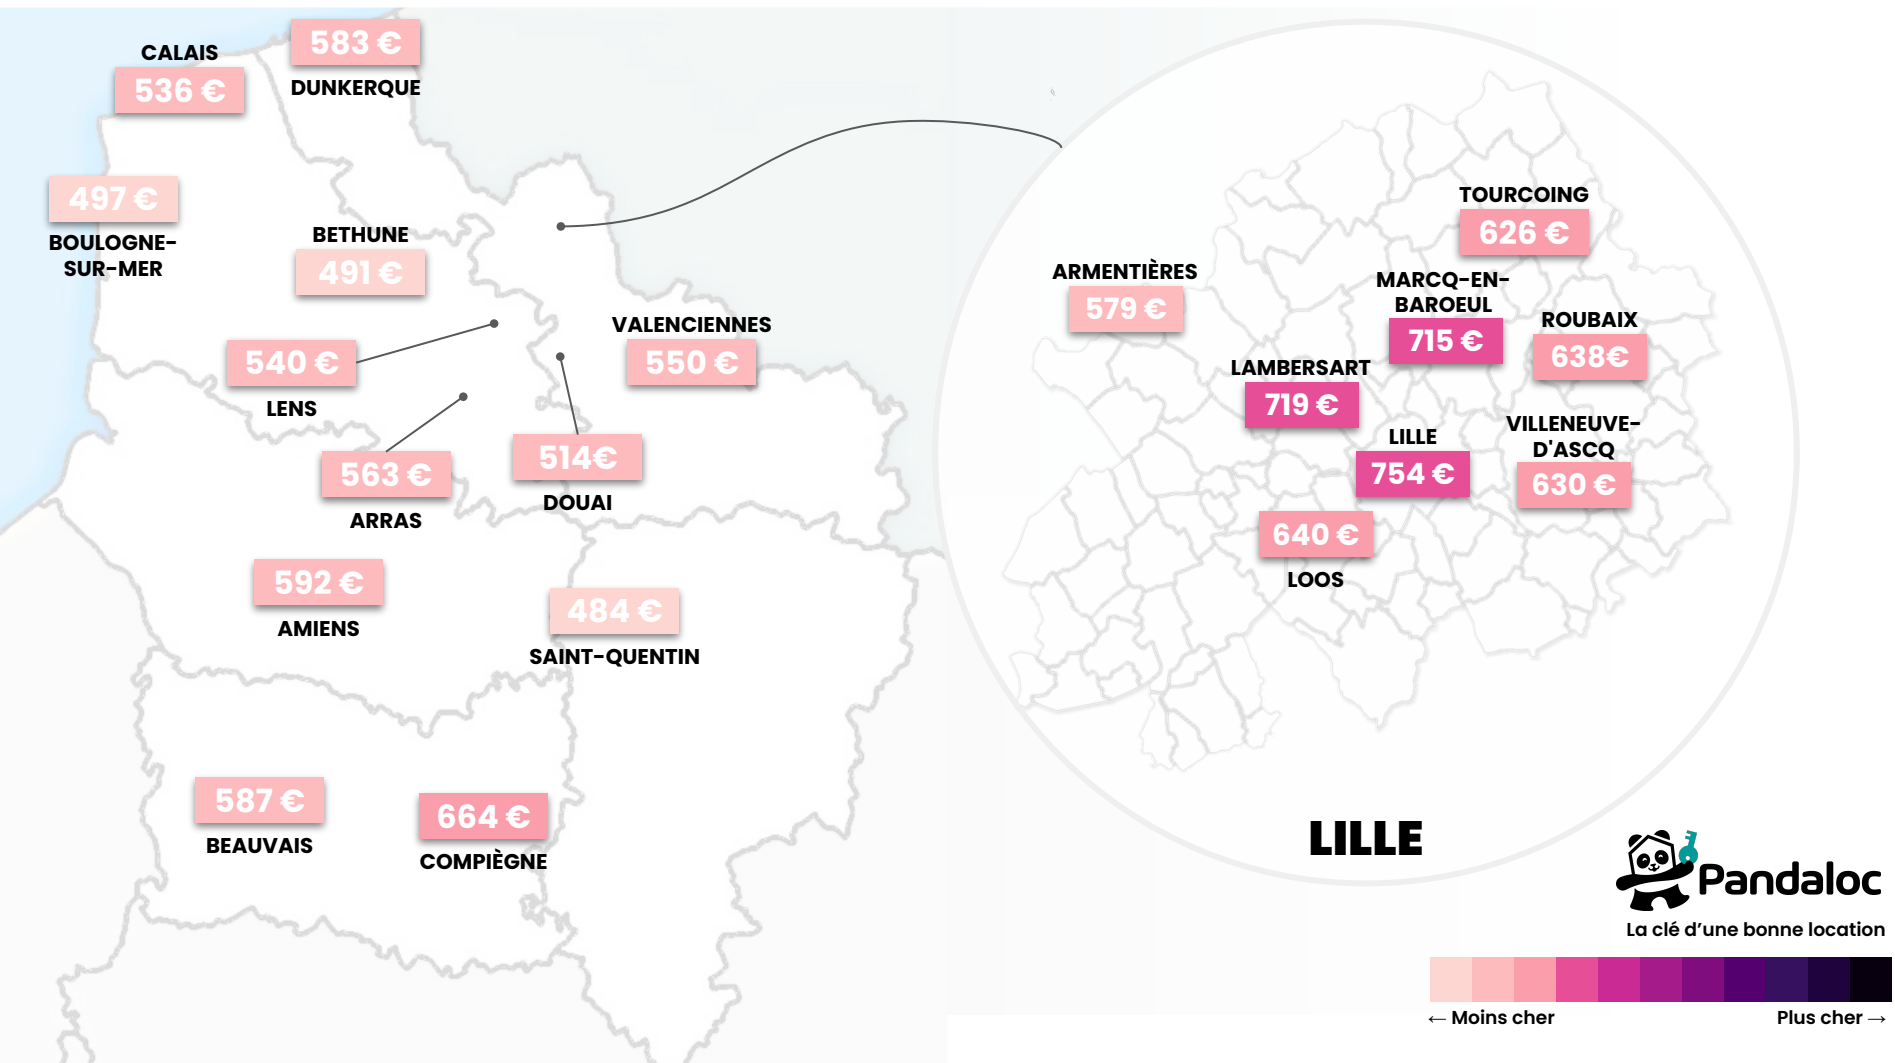 CALAIS
536 €
583 €
DUNKERQUE
497 €
BOULOGNE-
SUR-MER
BETHUNE
491 €
540 €
LENS
VALENCIENNES
550 €
563 €
ARRAS
514€
DOUAI
592 €
AMIENS
484 €
SAINT-QUENTIN
587 €
BEAUVAIS
664 €
COMPIÈGNE
TOURCOING
626 €
ARMENTIÈRES
579 €
MARCQ-EN-
BAROEUL
715 €
ROUBAIX
638€
LAMBERSART
719 €
LILLE
754 €
VILLENEUVE-
D'ASCQ
630 €
640 €
LOOS
LILLE
Pandaloc
La clé d’une bonne location
← Moins cher
Plus cher →